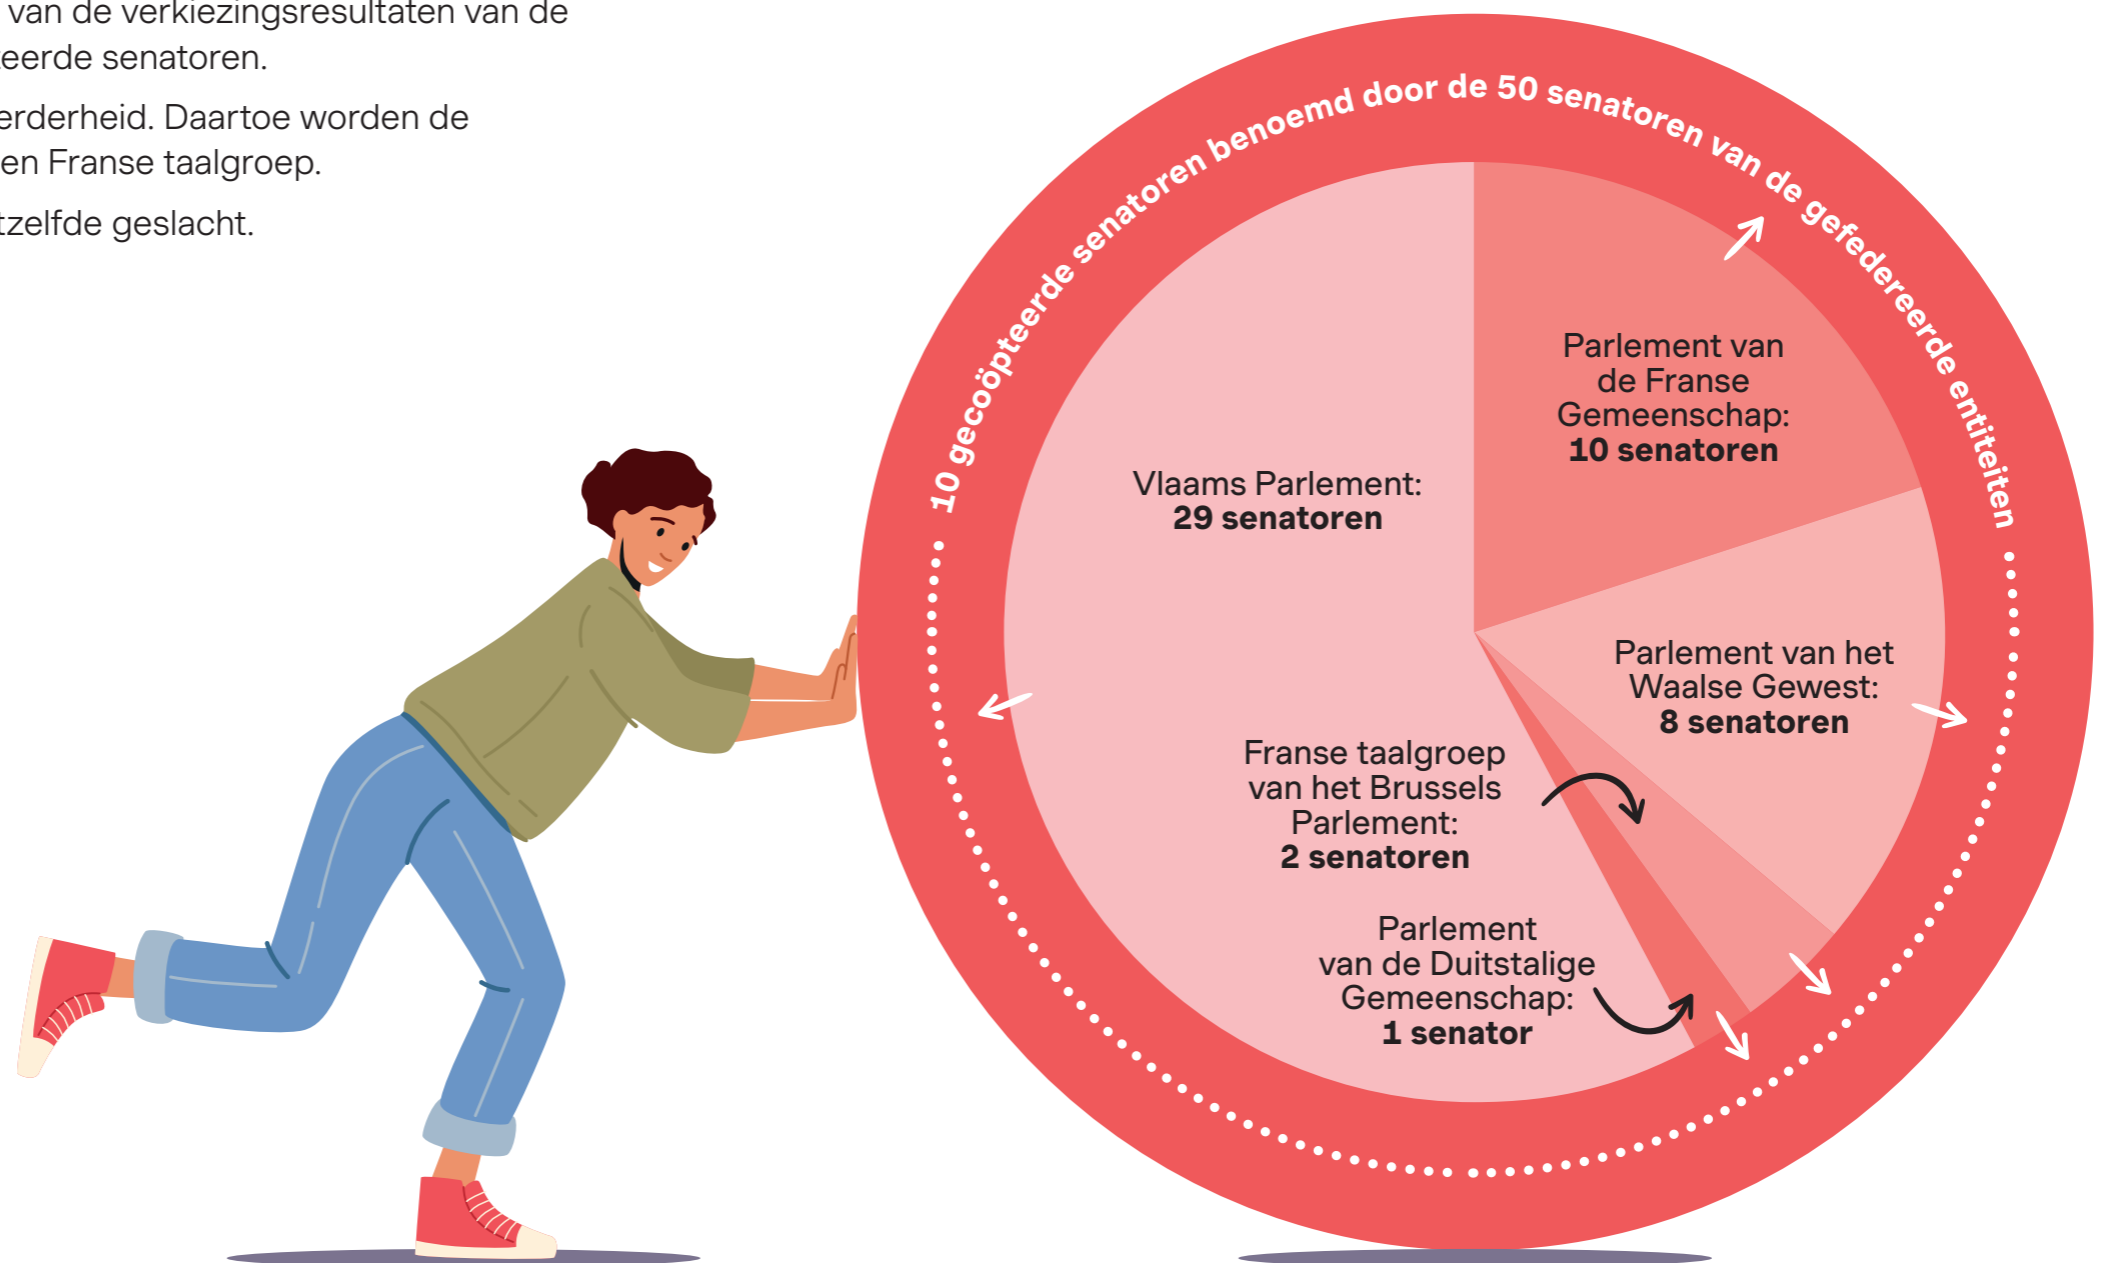 van de verkiezingsresultaten van de
eerde senatoren.
erderheid. Daartoe worden de
en Franse taalgroep.
tzelfde geslacht.
10 gecoöpteerde senatoren benoemd door de 50 senatoren van de gefedereerde entiteiten
Parlement van
de Franse
Gemeenschap:
10 senatoren
Vlaams Parlement:
29 senatoren
Parlement van het
Waalse Gewest:
8 senatoren
Franse taalgroep
van het Brussels
Parlement:
2 senatoren
Parlement
van de Duitstalige
Gemeenschap:
1 senator